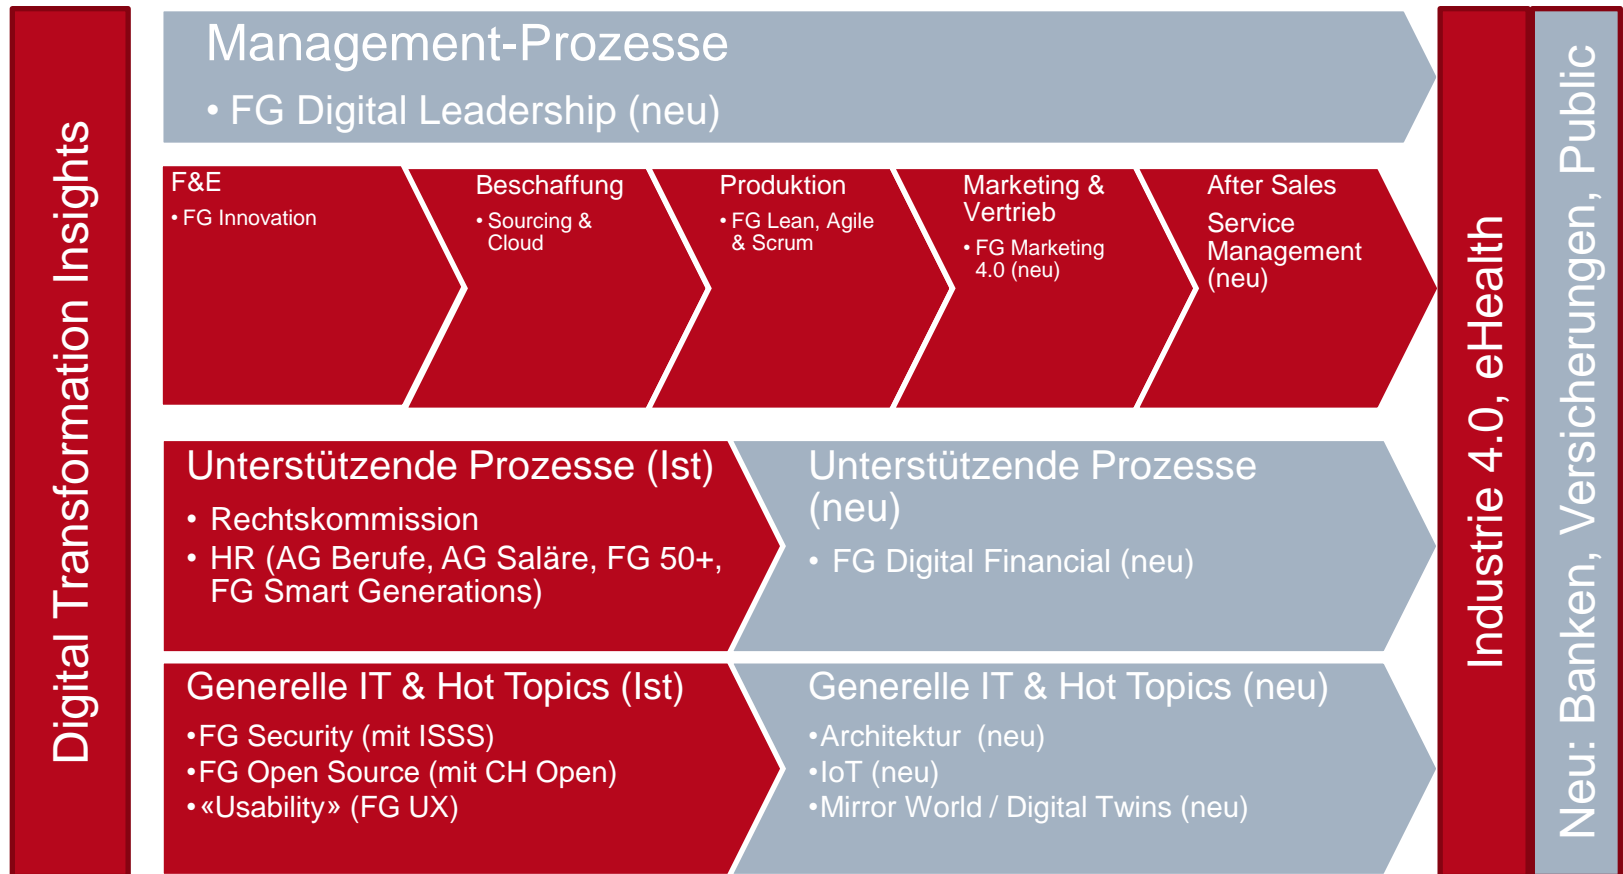 Digital Transformation Insights
Management-Prozesse
• FG Digital Leadership (neu)
F&E
• FG Innovation
Beschaffung
• Sourcing &
Cloud
Produktion
• FG Lean, Agile
& Scrum
Marketing &
Vertrieb
• FG Marketing
4.0 (neu)
After Sales
Service
Management
(neu)
Unterstützende Prozesse (Ist)
• Rechtskommission
• HR (AG Berufe, AG Saläre, FG 50+,
FG Smart Generations)
Unterstützende Prozesse
(neu)
• FG Digital Financial (neu)
Generelle IT & Hot Topics (Ist)
•FG Security (mit ISSS)
•FG Open Source (mit CH Open)
•«Usability» (FG UX)
Generelle IT & Hot Topics (neu)
•Architektur (neu)
•IoT (neu)
•Mirror World / Digital Twins (neu)
Industrie 4.0, eHealth
Neu: Banken, Versicherungen, Public